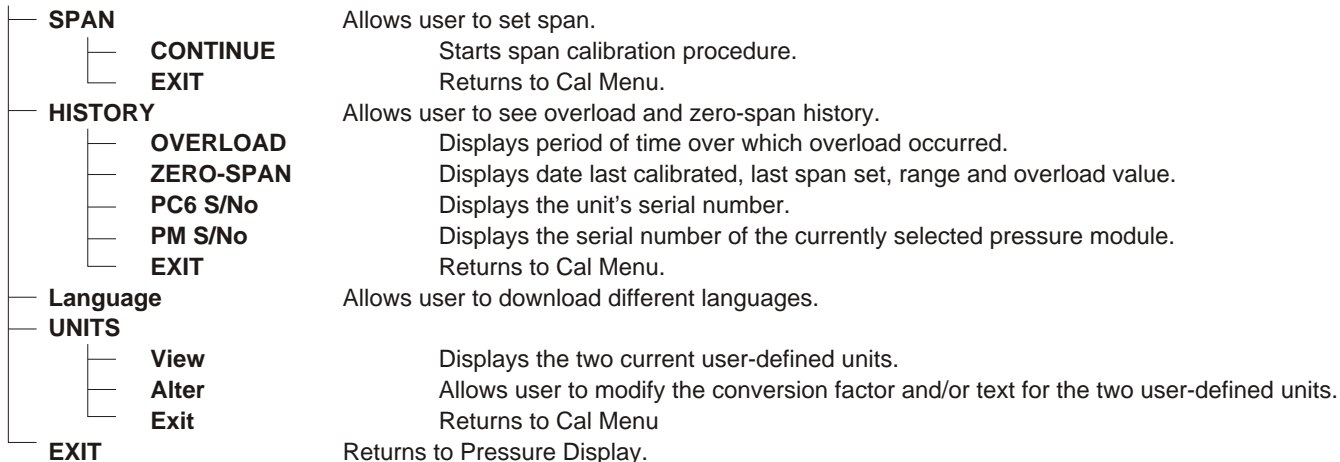 SPAN Allows user to set span.
CONTINUE Starts span calibration procedure.
EXIT Returns to Cal Menu.
HISTORY Allows user to see overload and zero-span history.
OVERLOAD Displays period of time over which overload occurred.
ZERO-SPAN Displays date last calibrated, last span set, range and overload value.
PC6 S/No Displays the unit’s serial number.
PM S/No Displays the serial number of the currently selected pressure module.
EXIT Returns to Cal Menu.
Language Allows user to download different languages.
UNITS
View Displays the two current user-defined units.
Alter Allows user to modify the conversion factor and/or text for the two user-defined units.
Exit Returns to Cal Menu
EXIT Returns to Pressure Display.